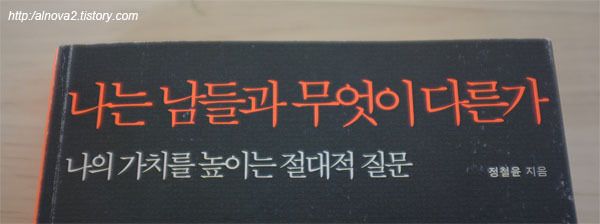 http://alnova2.tistory.com
나는 남들과 무엇이 다른가
나의 가치를 높이는 절대적 질문
정철윤 지음